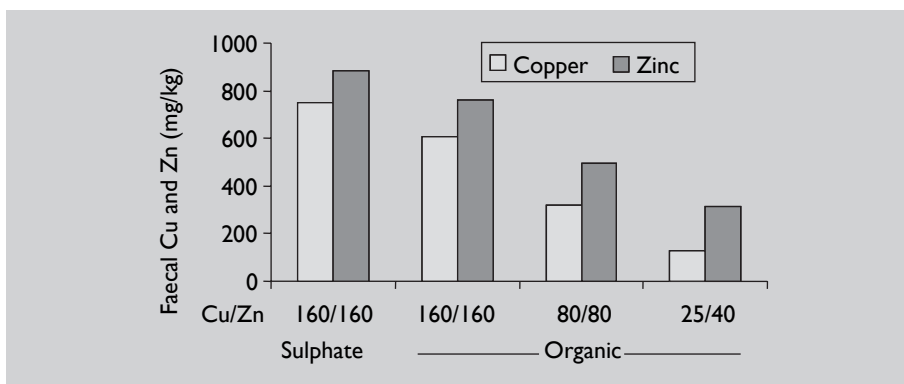 1000
Copper Zinc
800
600
400
200
0
Faecal Cu and Zn (mg/kg)
Cu/Zn 160/160 160/160 80/80 25/40
Sulphate Organic